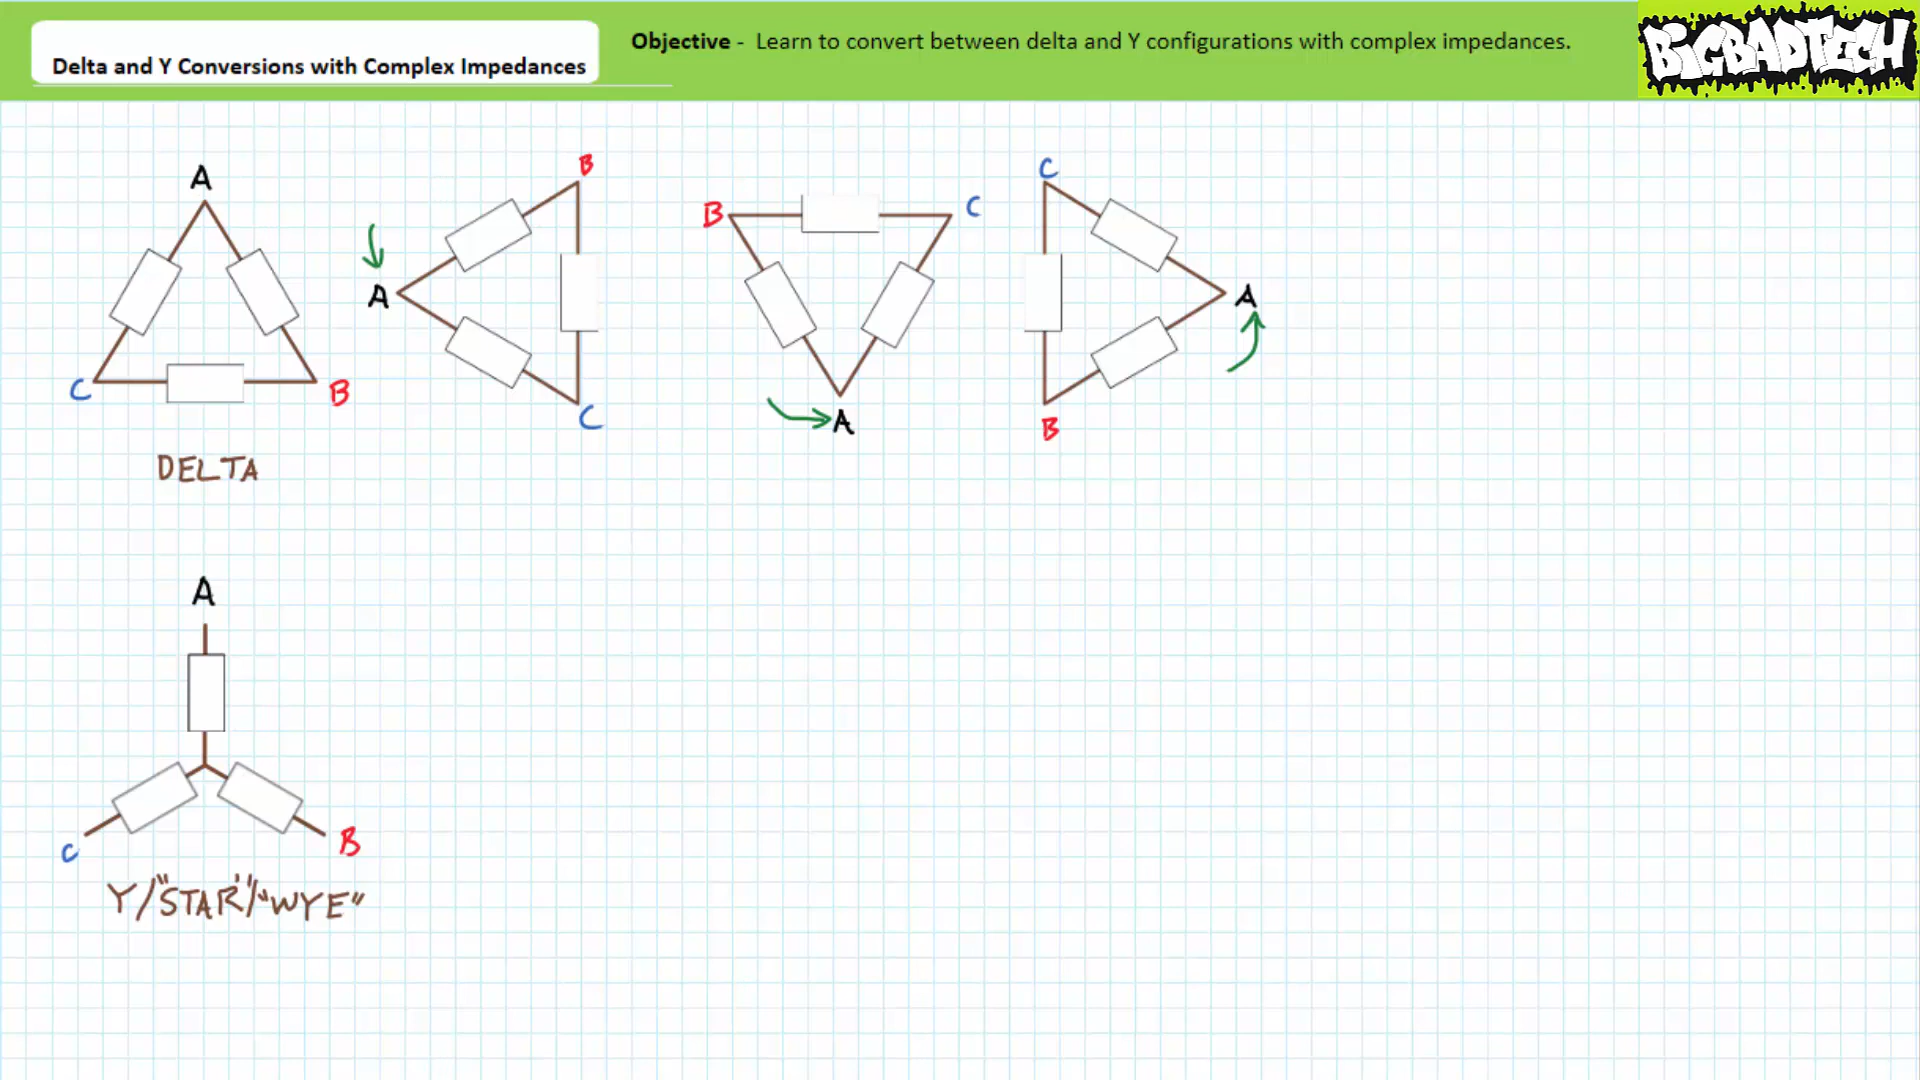 Delta and Y Conversions with Complex Impedances
Objective - Learn to convert between delta and Y configurations with complex impedances.
BIGBADTECH
A
C
B
DELTA
B
A
C
B
C
A
C
A
B
A
C
B
Y/"STAR"/"WYE"